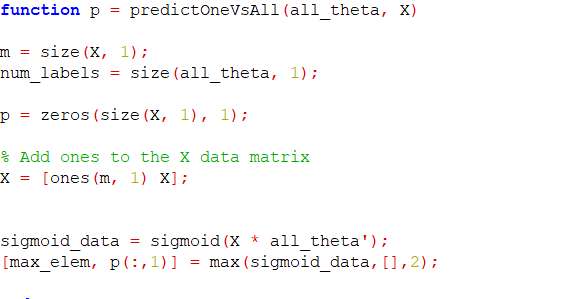 function p = predictOneVsAll(all_theta, X)
m = size(X, 1);
num_labels = size(all_theta, 1);
p = zeros(size(X, 1), 1);
% Add ones to the X data matrix
X = [ones(m, 1) X];
sigmoid_data = sigmoid(X * all_theta');
[max_elem, p(:,1)] = max(sigmoid_data,[],2);